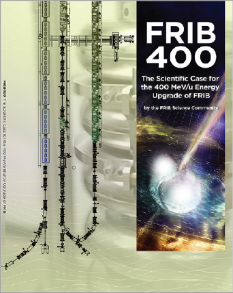 FRIB
400
The Scientific Case for
the 400 MeV/u Energy
Upgrade of FRIB
by the FRIB Science Community